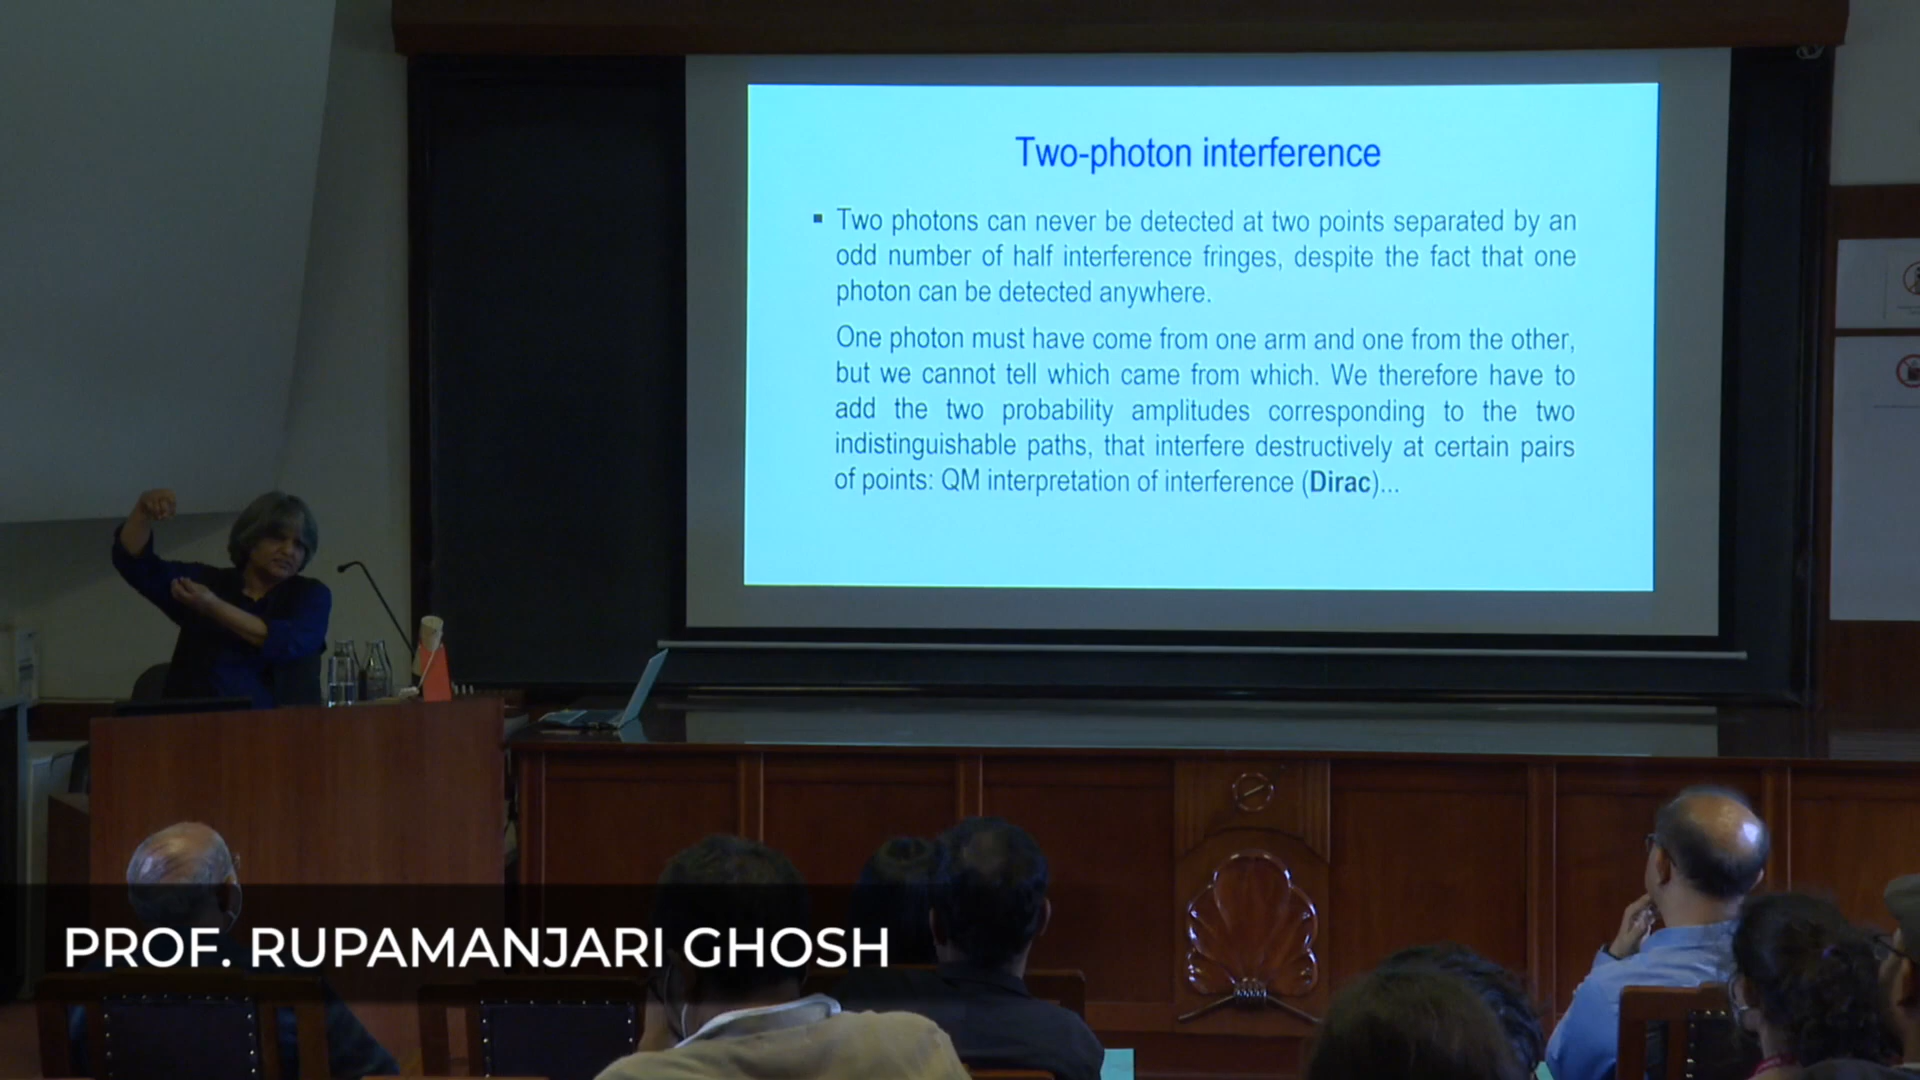 Two-photon interference
▪ Two photons can never be detected at two points separated by an
odd number of half interference fringes, despite the fact that one
photon can be detected anywhere.
One photon must have come from one arm and one from the other,
but we cannot tell which came from which. We therefore have to
add the two probability amplitudes corresponding to the two
indistinguishable paths, that interfere destructively at certain pairs
of points: QM interpretation of interference (Dirac)...
PROF. RUPAMANJARI GHOSH